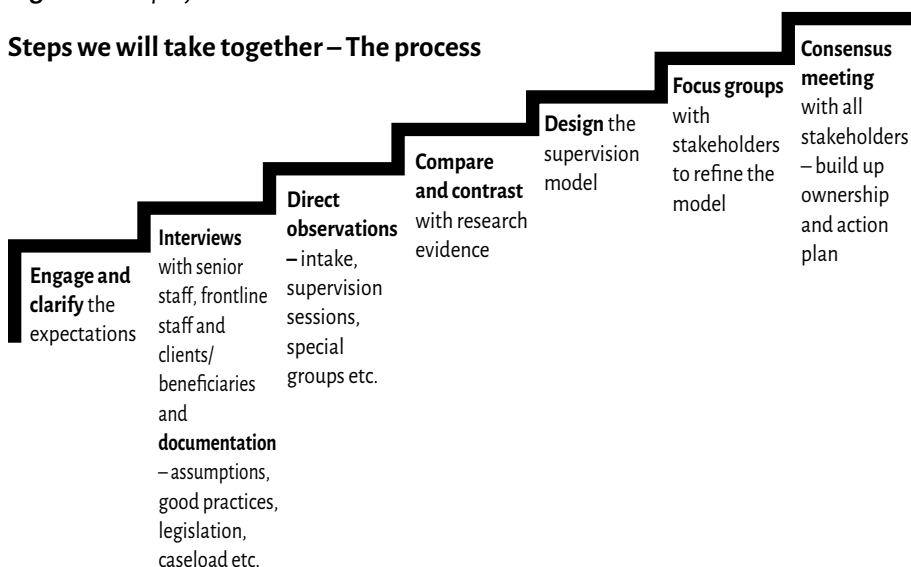 Steps we will take together – The process
Engage and
clarify the
expectations
Interviews
with senior
staff, frontline
staff and
clients/
beneficiaries
and
documentation
– assumptions,
good practices,
legislation,
caseload etc.
Direct
observations
– intake,
supervision
sessions,
special
groups etc.
Compare
and contrast
with research
evidence
Design the
supervision
model
Focus groups
with
stakeholders
to refine the
model
Consensus
meeting
with all
stakeholders
– build up
ownership
and action
plan